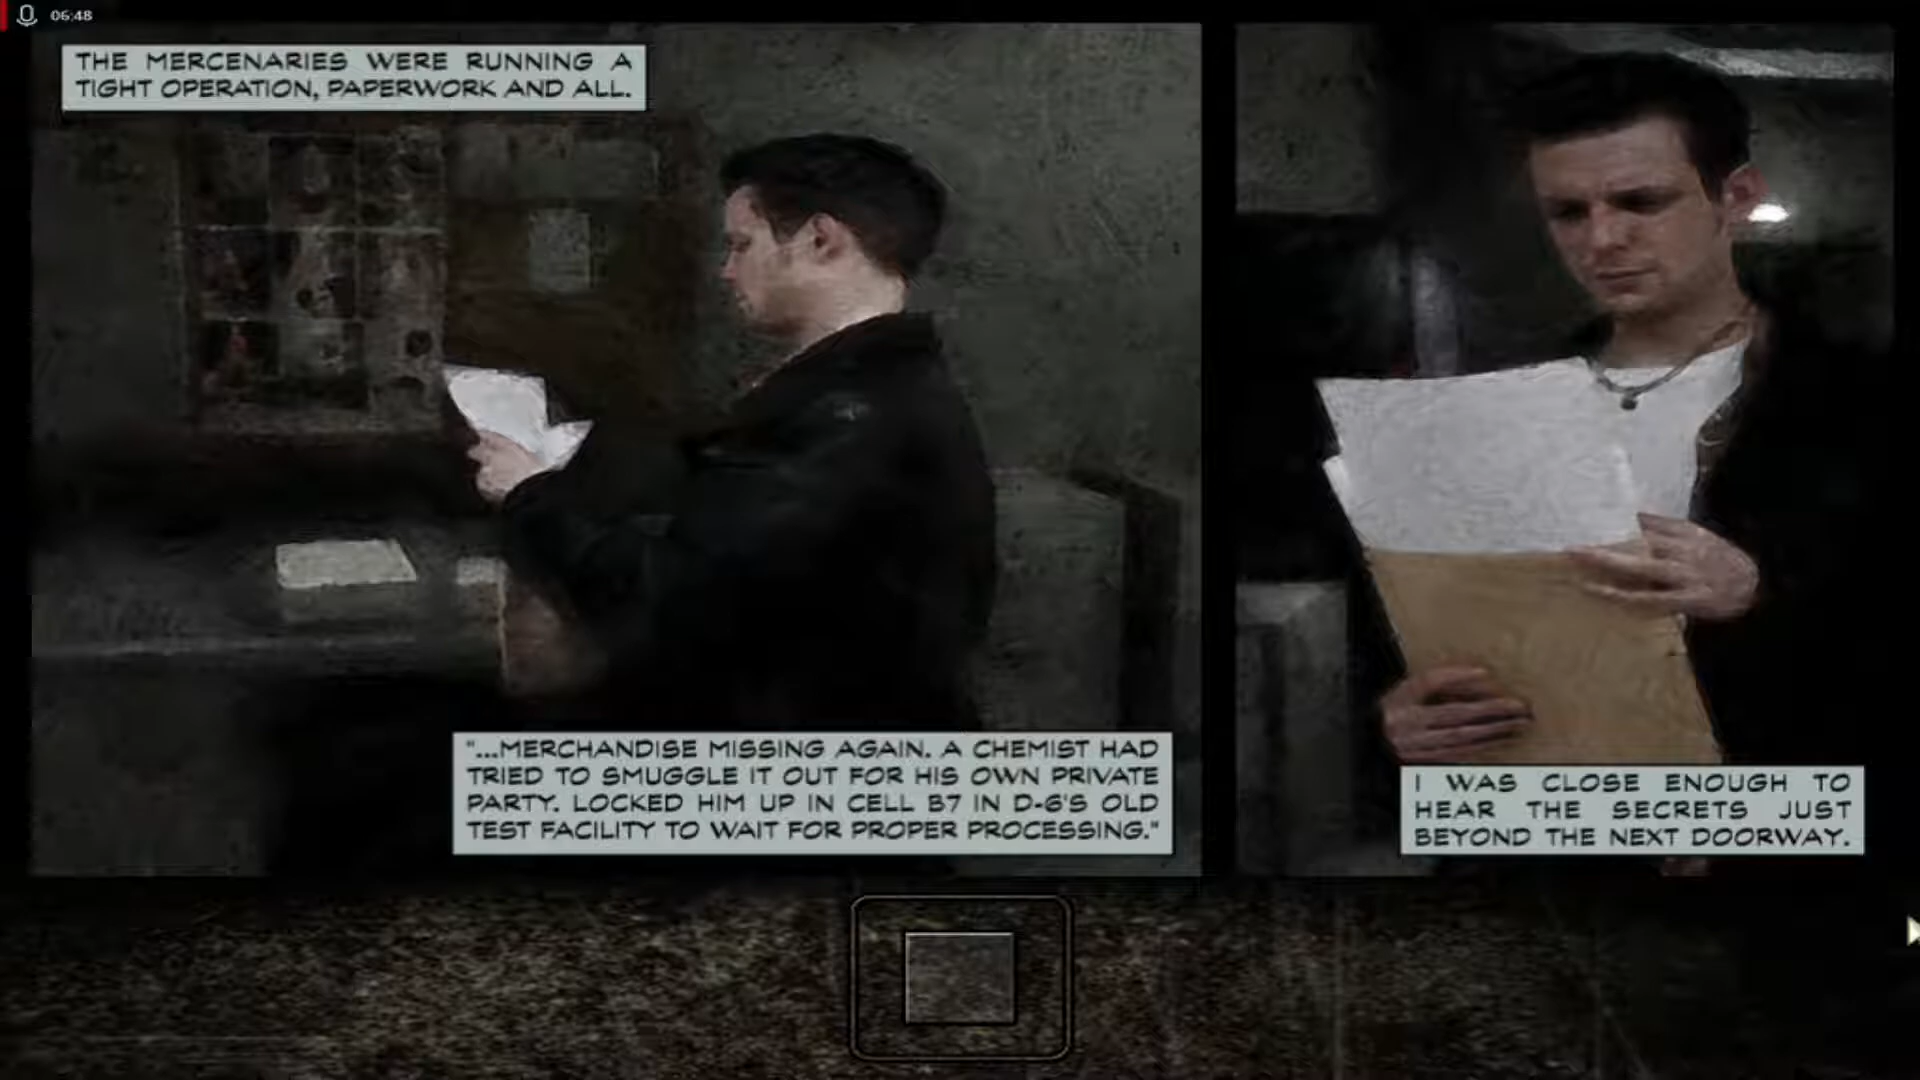 06:48
THE MERCENARIES WERE RUNNING A
TIGHT OPERATION, PAPERWORK AND ALL.
"...MERCHANDISE MISSING AGAIN. A CHEMIST HAD
TRIED TO SMUGGLE IT OUT FOR HIS OWN PRIVATE
PARTY. LOCKED HIM UP IN CELL B7 IN D-6'S OLD
TEST FACILITY TO WAIT FOR PROPER PROCESSING."
I WAS CLOSE ENOUGH TO
HEAR THE SECRETS JUST
BEYOND THE NEXT DOORWAY.